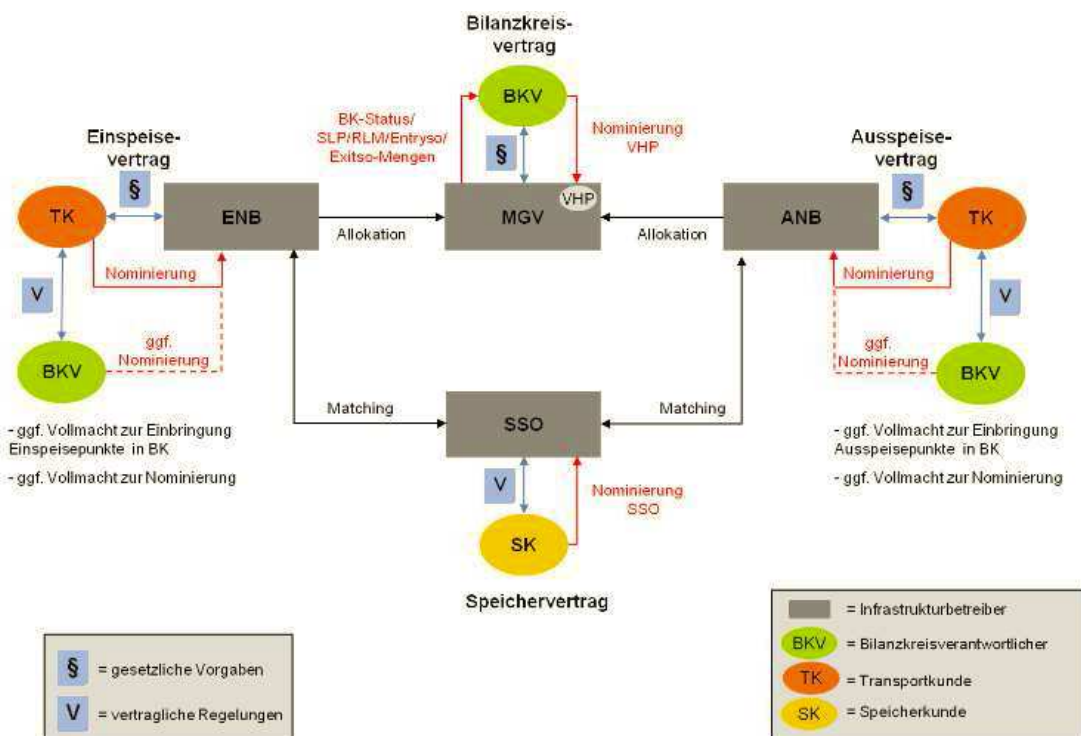 Bilanzkreis-
vertrag
BKV
BK-Status/
SLP/RLM/Entryso/
Exitso-Mengen
Nominierung
VHP
§
Einspeise-
vertrag
§
TK
ENB
Allokation
MGV
VHP
Allokation
ANB
Ausspeise-
vertrag
§
TK
Nominierung
V
ggf.
Nominierung
BKV
Nominierung
V
ggf.
Nominierung
BKV
- ggf. Vollmacht zur Einbringung
Einspeisepunkte in BK
- ggf. Vollmacht zur Nominierung
Matching
SSO
Matching
- ggf. Vollmacht zur Einbringung
Ausspeisepunkte in BK
- ggf. Vollmacht zur Nominierung
V
Nominierung
SSO
SK
Speichervertrag
§ = gesetzliche Vorgaben
V = vertragliche Regelungen
= Infrastrukturbetreiber
BKV = Bilanzkreisverantwortlicher
TK = Transportkunde
SK = Speicherkunde